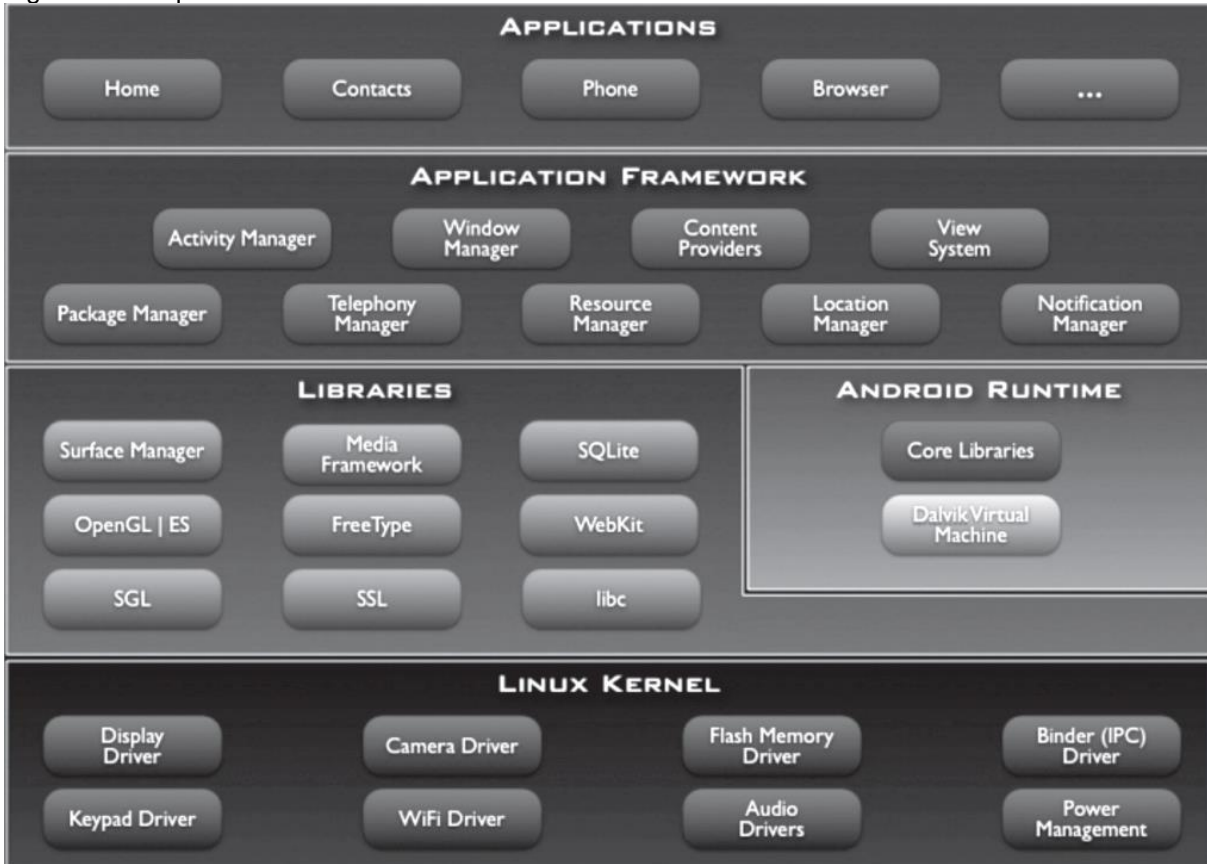 APPLICATIONS
Home
Contacts
Phone
Browser
...
APPLICATION FRAMEWORK
Activity Manager
Window
Manager
Content
Providers
View
System
Package Manager
Telephony
Manager
Resource
Manager
Location
Manager
Notification
Manager
LIBRARIES
Surface Manager
Media
Framework
SQLite
OpenGL | ES
FreeType
WebKit
SGL
SSL
libc
ANDROID RUNTIME
Core Libraries
Dalvik Virtual
Machine
LINUX KERNEL
Display
Driver
Camera Driver
Flash Memory
Driver
Binder (IPC)
Driver
Keypad Driver
WiFi Driver
Audio
Drivers
Power
Management